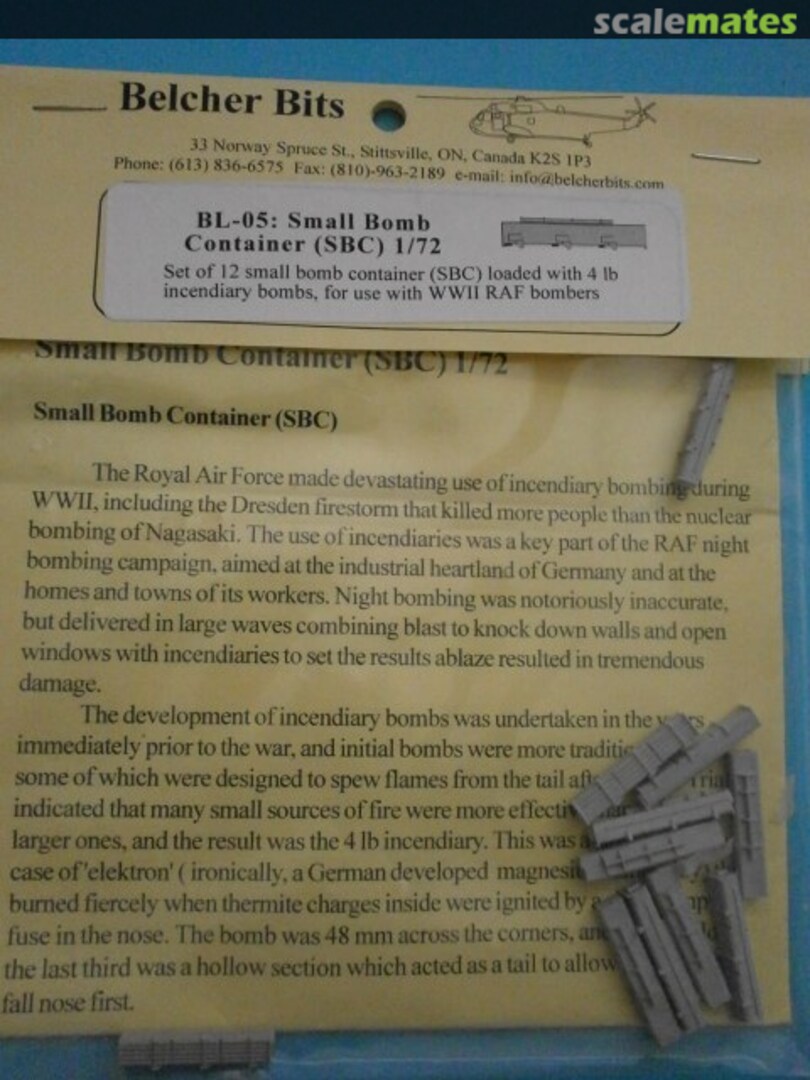 scalemates
Belcher Bits
33 Norway Spruce St., Stittsville, ON, Canada K2S 1P3
Phone: (613) 836-6575 Fax: (810)-963-2189 e-mail: info@belcherbits.com
BL-05: Small Bomb
Container (SBC) 1/72
Set of 12 small bomb container (SBC) loaded with 4 lb
incendiary bombs, for use with WWII RAF bombers
Small Bomb Container (SBC) 1/72
Small Bomb Container (SBC)
The Royal Air Force made devastating use of incendiary bombing during
WWII, including the Dresden firestorm that killed more people than the nuclear
bombing of Nagasaki. The use of incendiaries was a key part of the RAF night
bombing campaign, aimed at the industrial heartland of Germany and at the
homes and towns of its workers. Night bombing was notoriously inaccurate,
but delivered in large waves combining blast to knock down walls and open
windows with incendiaries to set the results ablaze resulted in tremendous
damage.
The development of incendiary bombs was undertaken in the
immediately prior to the war, and initial bombs were more
some of which were designed to spew flames from the tail
indicated that many small sources of fire were more
larger ones, and the result was the 4 lb incendiary. This was
case of 'elektron' ( ironically, a German developed
burned fiercely when thermite charges inside were ignited by
fuse in the nose. The bomb was 48 mm across the corners,
the last third was a hollow section which acted as a tail to allow
fall nose first.